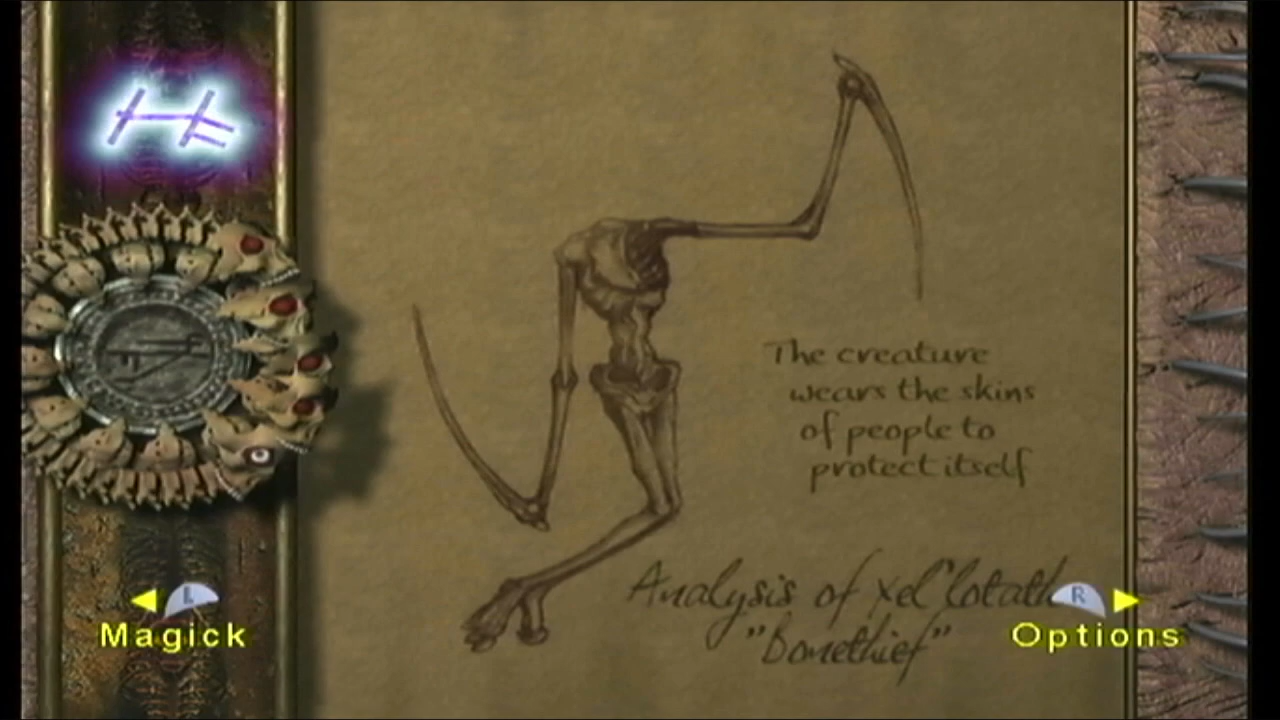 The creature
wears the skins
of people to
protect itself
Analysis of Xel'lotath
"Bonethief"
L
Magick
R
Options